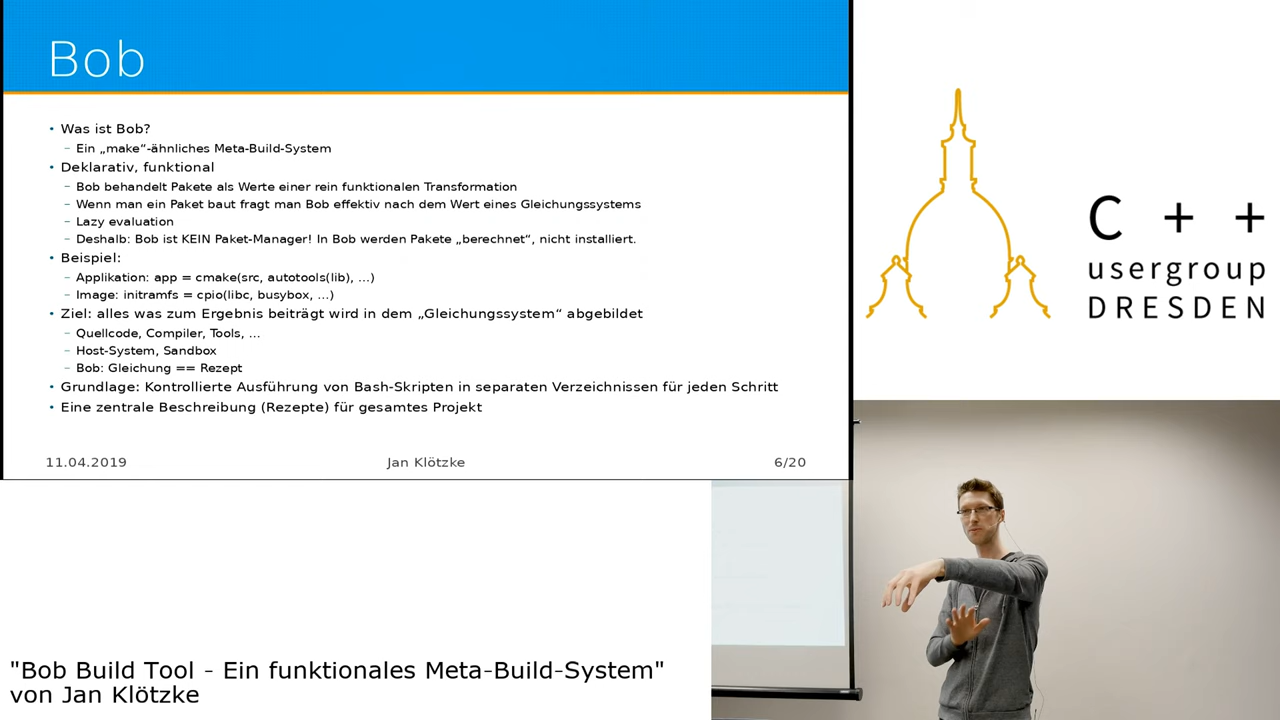 Bob
• Was ist Bob?
– Ein „make“-ähnliches Meta-Build-System
• Deklarativ, funktional
– Bob behandelt Pakete als Werte einer rein funktionalen Transformation
– Wenn man ein Paket baut fragt man Bob effektiv nach dem Wert eines Gleichungssystems
– Lazy evaluation
– Deshalb: Bob ist KEIN Paket-Manager! In Bob werden Pakete „berechnet“, nicht installiert.
• Beispiel:
– Applikation: app = cmake(src, autotools(lib), ...)
– Image: initramfs = cpio(libc, busybox, ...)
• Ziel: alles was zum Ergebnis beiträgt wird in dem „Gleichungssystem“ abgebildet
– Quellcode, Compiler, Tools, ...
– Host-System, Sandbox
– Bob: Gleichung == Rezept
• Grundlage: Kontrollierte Ausführung von Bash-Skripten in separaten Verzeichnissen für jeden Schritt
• Eine zentrale Beschreibung (Rezepte) für gesamtes Projekt
11.04.2019 Jan Klötzke 6/20
C + +
usergroup
DRESDEN
"Bob Build Tool - Ein funktionales Meta-Build-System"
von Jan Klötzke